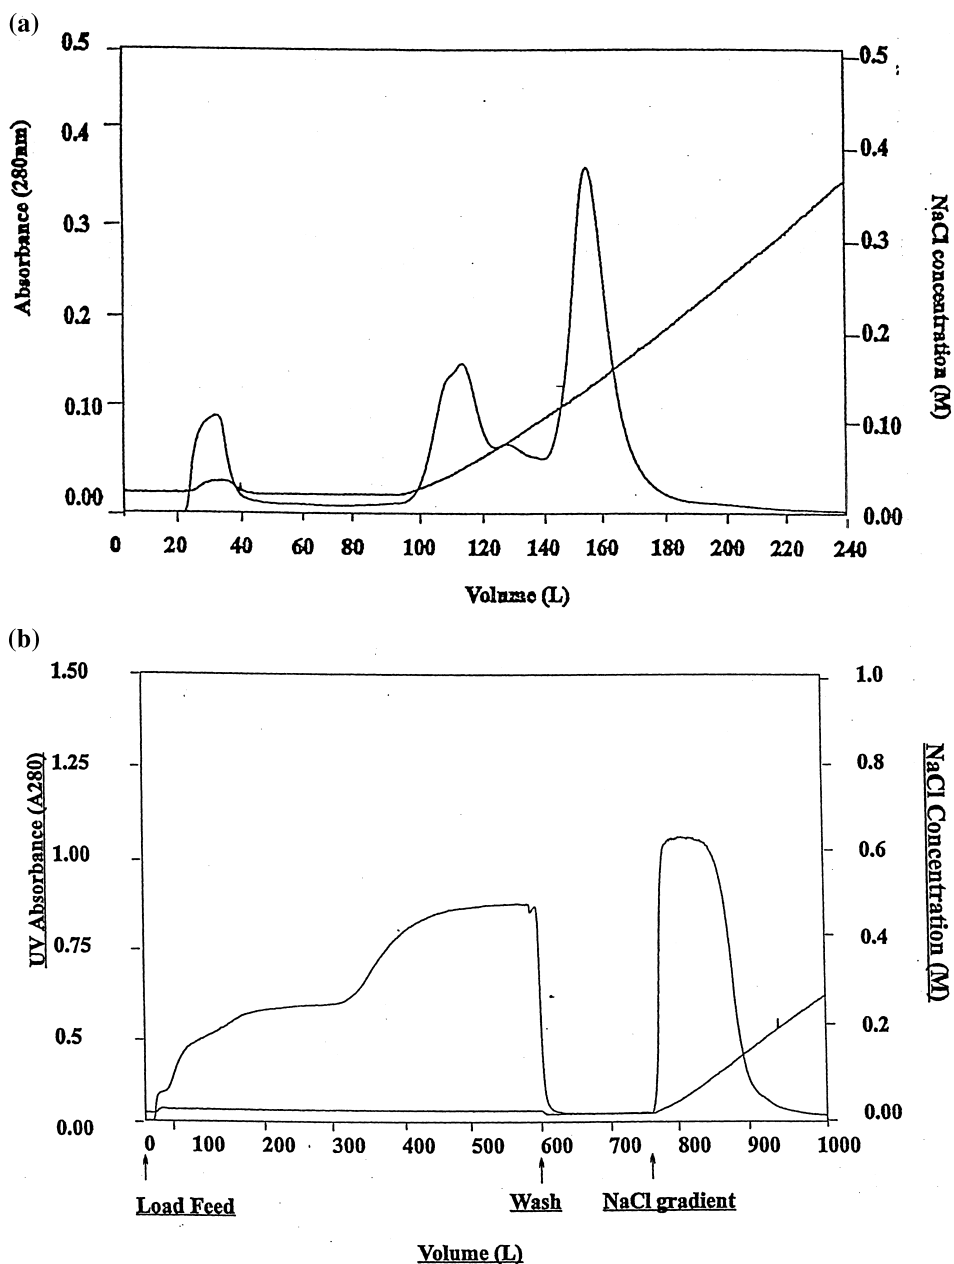 (a)
0.5
0.4
0.3
0.2
0.10
0.00
Absorbance (280nm)
0.5
0.4
0.3
0.2
0.10
0.00
NaCl concentration (M)
0 20 40 60 80 100 120 140 160 180 200 220 240
Volume (L)
(b)
1.50
1.25
1.00
0.75
0.5
0.00
UV Absorbance (A280)
1.0
0.8
0.6
0.4
0.2
0.00
NaCl Concentration (M)
0 100 200 300 400 500 600 700 800 900 1000
Load Feed Wash NaCl gradient
Volume (L)